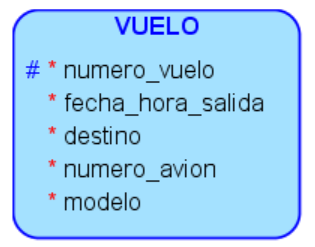 VUELO
# * numero_vuelo
* fecha_hora_salida
* destino
* numero_avion
* modelo